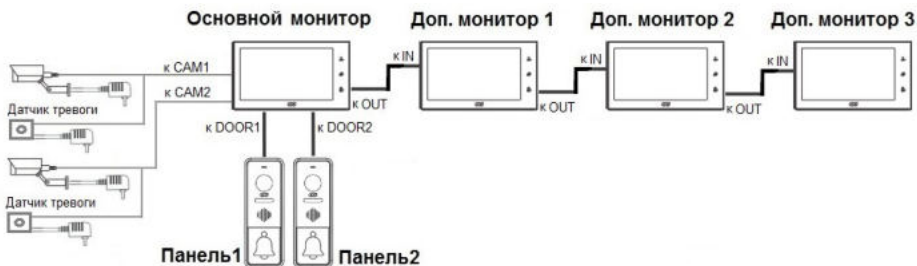 Основной монитор
Доп. монитор 1
Доп. монитор 2
Доп. монитор 3
к CAM1
к CAM2
Датчик тревоги
Датчик тревоги
к DOOR1
к DOOR2
к OUT
к IN
к OUT
к IN
к OUT
к IN
Панель1
Панель2